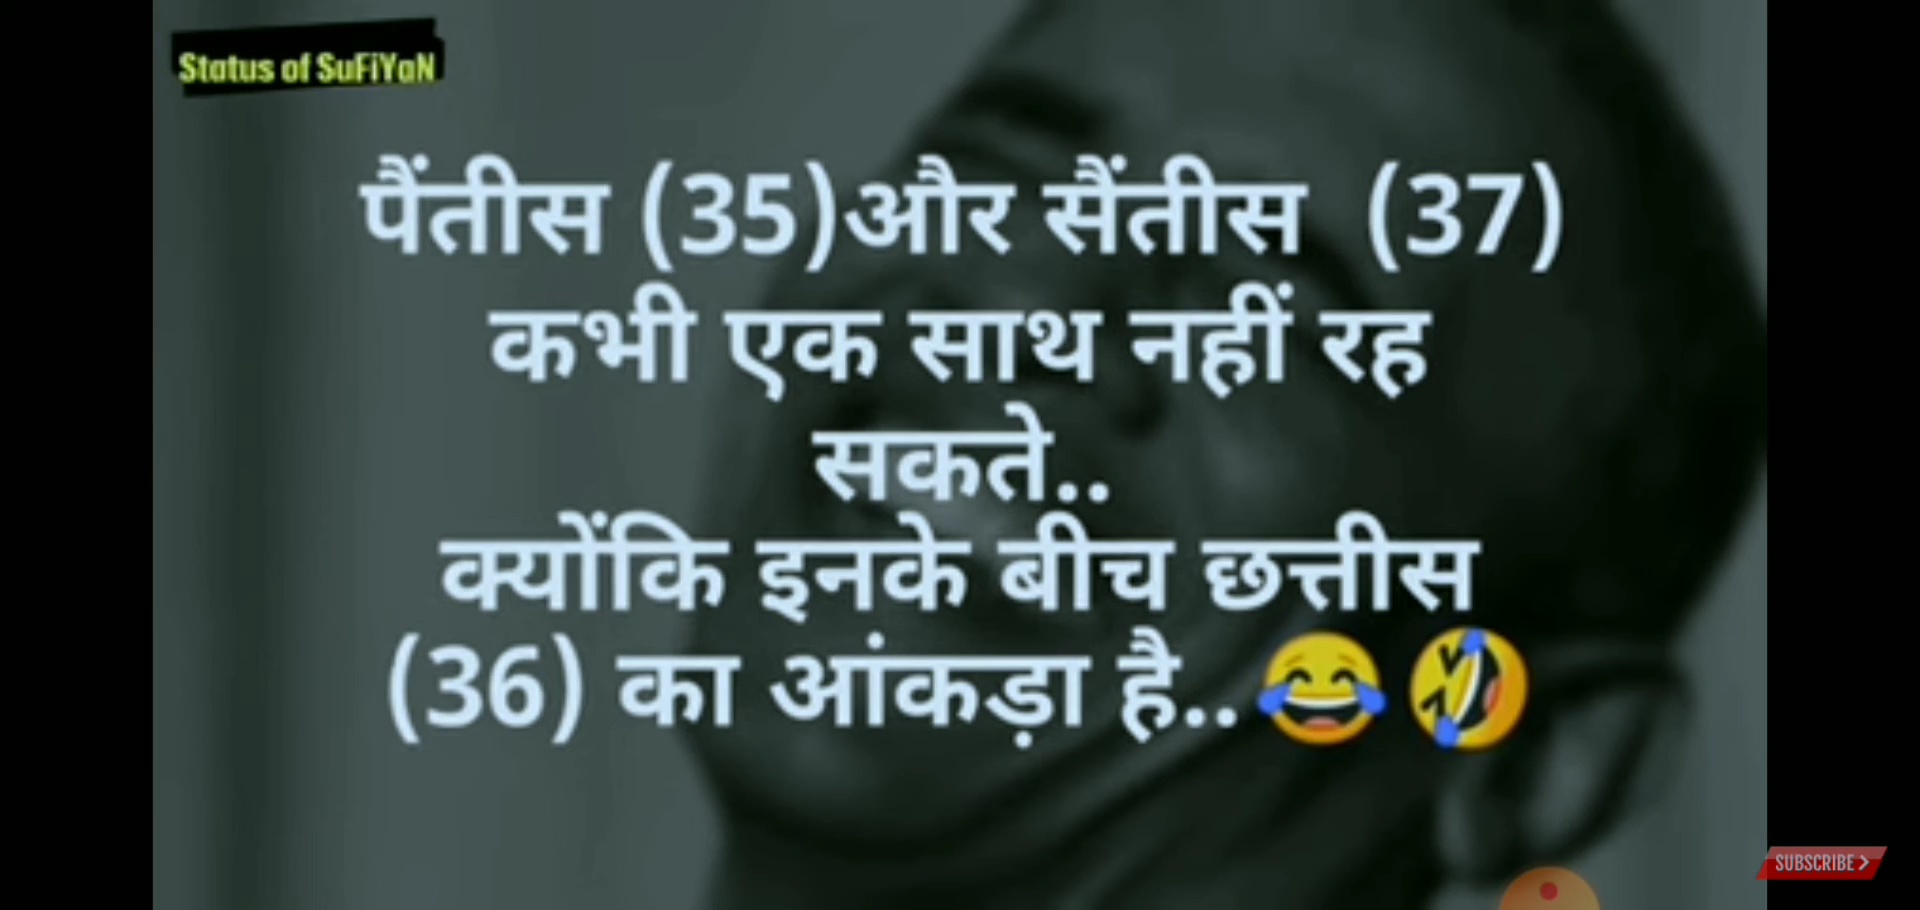 Status of SuFiYaN
पैंतीस (35)और सैंतीस (37)
कभी एक साथ नहीं रह
सकते..
क्योंकि इनके बीच छत्तीस
(36) का आंकड़ा है..😂🤣
SUBSCRIBE >